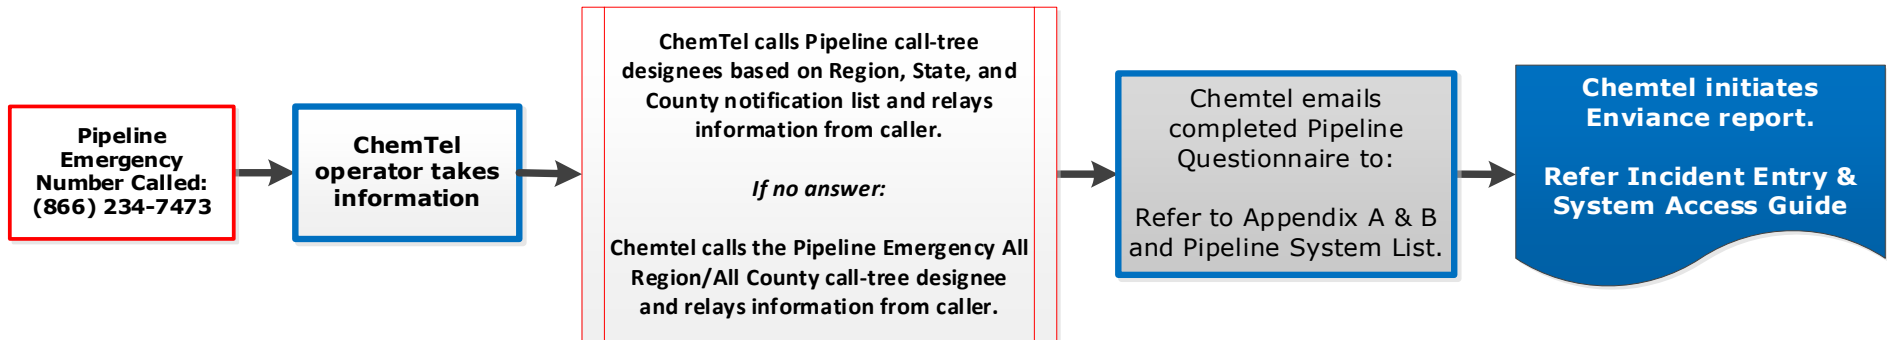 Pipeline
Emergency
Number Called:
(866) 234-7473
ChemTel
operator takes
information
ChemTel calls Pipeline call-tree
designees based on Region, State, and
County notification list and relays
information from caller.
If no answer:
Chemtel calls the Pipeline Emergency All
Region/All County call-tree designee
and relays information from caller.
Chemtel emails
completed Pipeline
Questionnaire to:
Refer to Appendix A & B
and Pipeline System List.
Chemtel initiates
Enviance report.
Refer Incident Entry &
System Access Guide